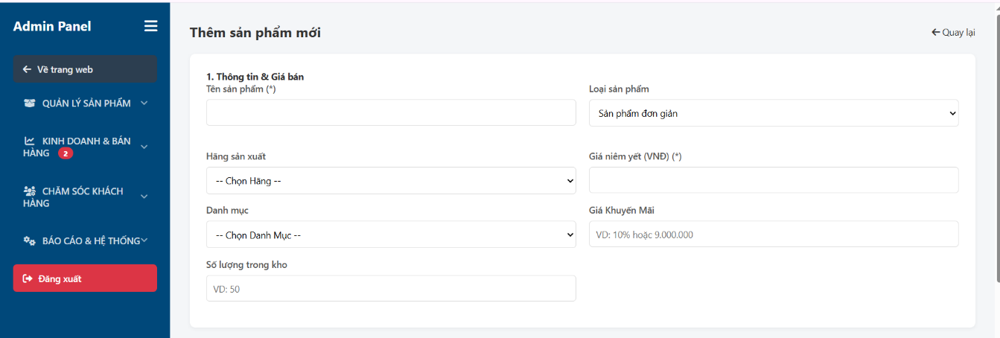 Admin Panel
Thêm sản phẩm mới
Quay lại
Về trang web
QUẢN LÝ SẢN PHẨM
KINH DOANH & BÁN
HÀNG 2
CHĂM SÓC KHÁCH
HÀNG
BÁO CÁO & HỆ THỐNG
Đăng xuất
1. Thông tin & Giá bán
Tên sản phẩm (*)
Loại sản phẩm
Sản phẩm đơn giản
Hãng sản xuất
Giá niêm yết (VNĐ) (*)
-- Chọn Hãng --
Danh mục
Giá Khuyến Mãi
-- Chọn Danh Mục --
VD: 10% hoặc 9.000.000
Số lượng trong kho
VD: 50